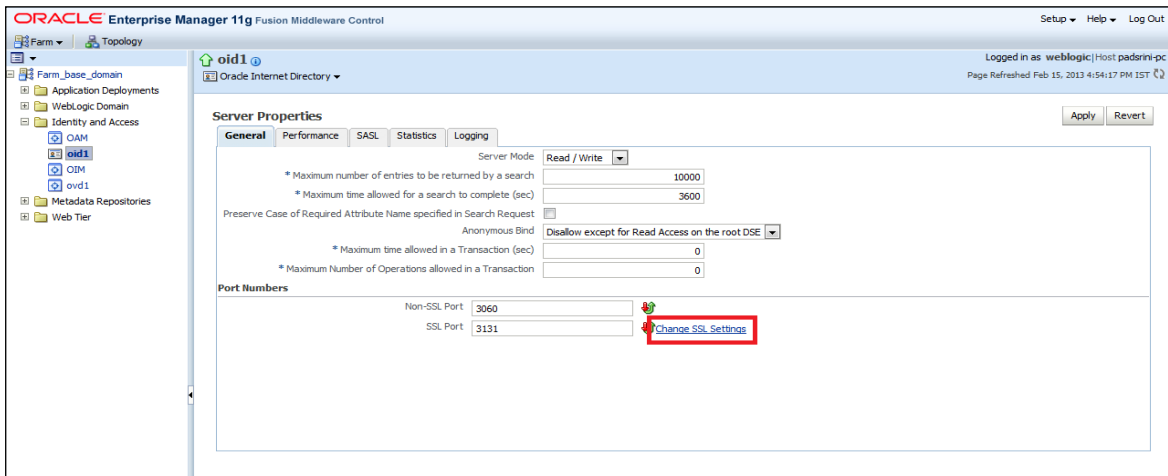 ORACLE Enterprise Manager 11g Fusion Middleware Control
Setup Help Log Out
Farm Topology
oid1
Logged in as weblogic|Host padsrini-pc
Oracle Internet Directory
Page Refreshed Feb 15, 2013 4:54:17 PM IST
Farm_base_domain
Application Deployments
WebLogic Domain
Identity and Access
OAM
oid1
OIM
ovd1
Metadata Repositories
Web Tier
Server Properties
Apply Revert
General Performance SASL Statistics Logging
Server Mode Read / Write
* Maximum number of entries to be returned by a search 10000
* Maximum time allowed for a search to complete (sec) 3600
Preserve Case of Required Attribute Name specified in Search Request
Anonymous Bind Disallow except for Read Access on the root DSE
* Maximum time allowed in a Transaction (sec) 0
* Maximum Number of Operations allowed in a Transaction 0
Port Numbers
Non-SSL Port 3060
SSL Port 3131 Change SSL Settings